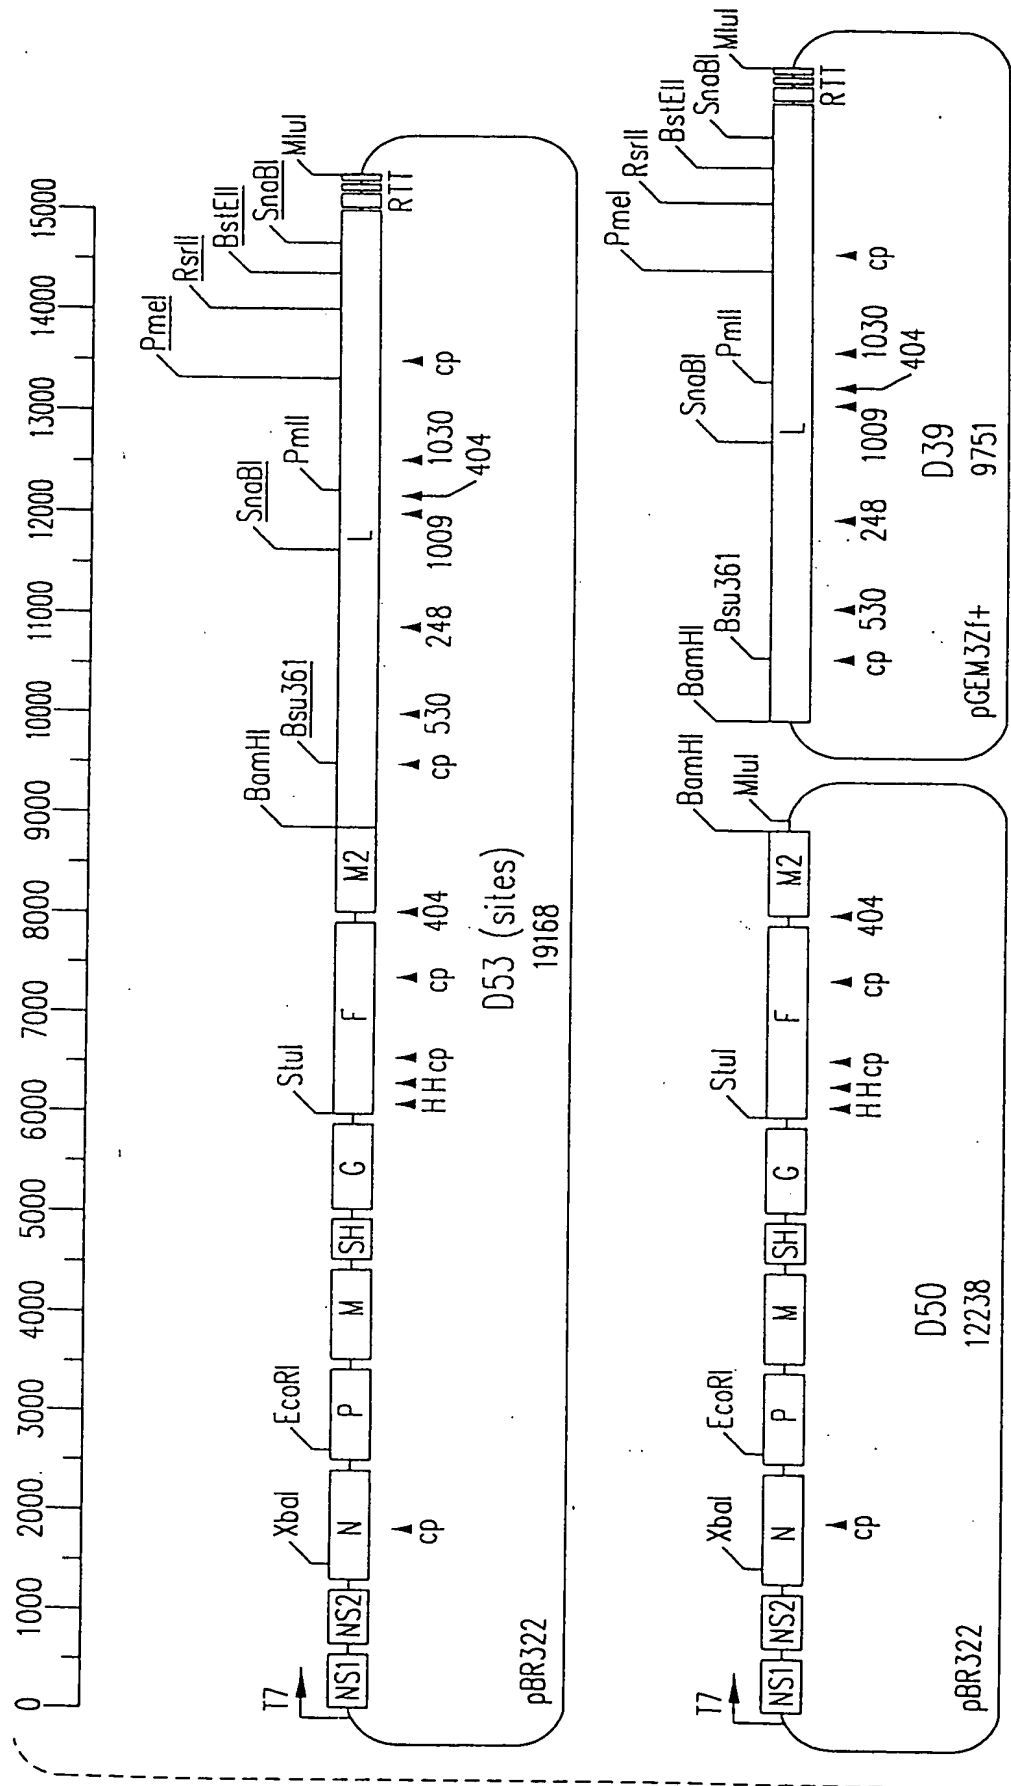 0 1000 2000. 3000 4000 5000 6000 7000 8000 9000 10000 11000 12000 13000 14000 15000
T7
XbaI EcoRI StuI BamHI Bsu361 SnaBI PmlI PmeI RsrII BstEII SnaBI MluI
NS1 NS2 N P M SH G F M2 L RTT
cp HHcp cp 404 cp 530 248 1009 404 1030 cp
D53 (sites)
19168
pBR322
T7
XbaI EcoRI StuI BamHI MluI
NS1 NS2 N P M SH G F M2
cp HHcp cp 404
D50
12238
pBR322
BamHI Bsu361 SnaBI PmlI PmeI RsrII BstEII SnaBI MluI
L RTT
cp 530 248 1009 404 1030 cp
D39
9751
pGEM3Zf+